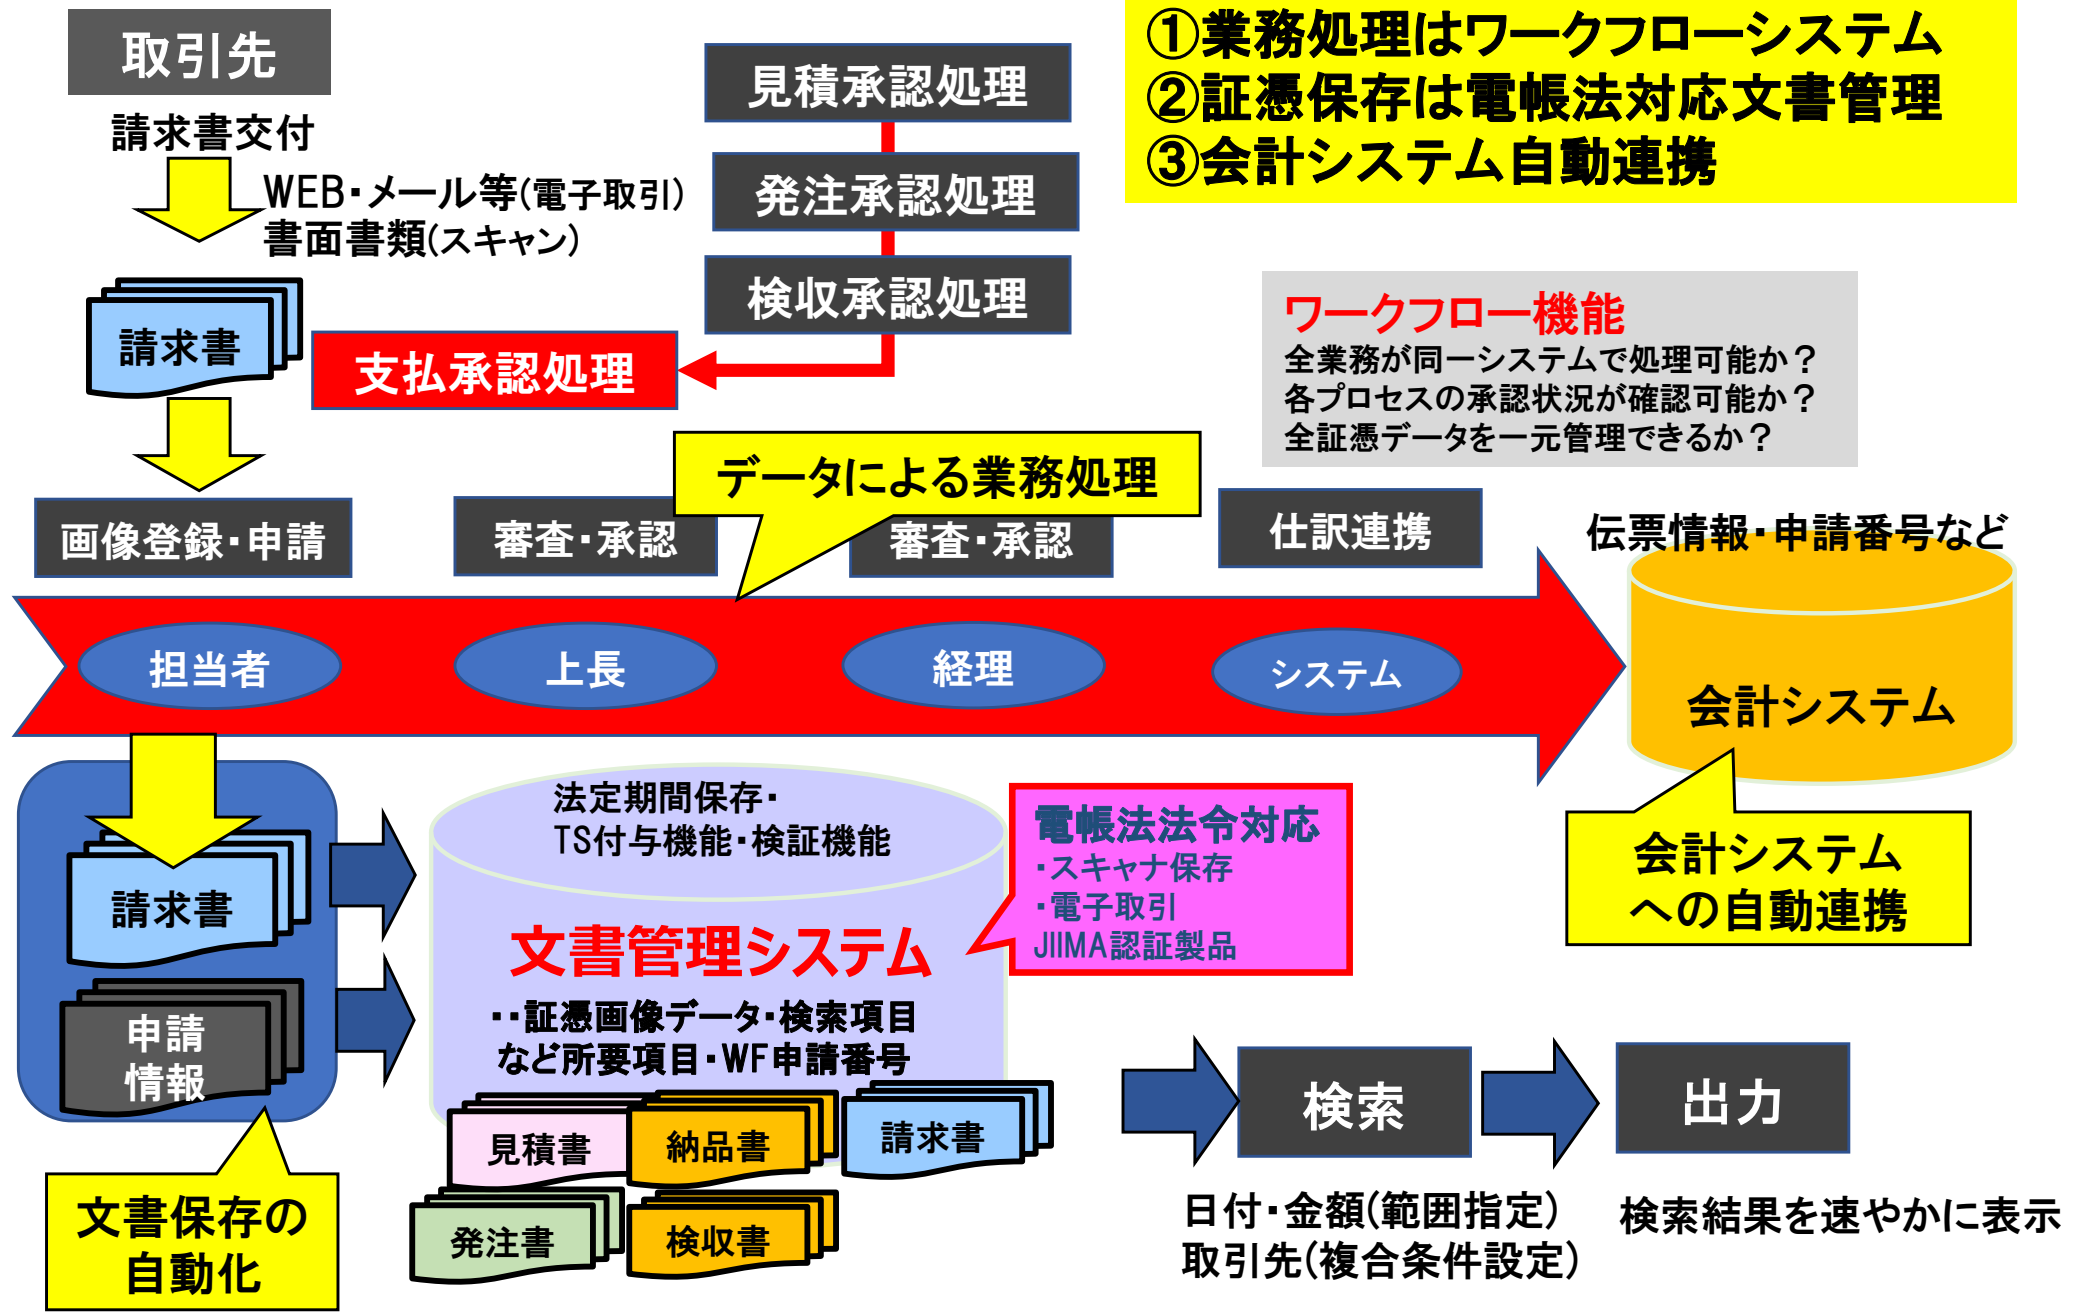 取引先
請求書交付
WEB・メール等(電子取引)
書面書類(スキャン)
請求書
見積承認処理
発注承認処理
検収承認処理
支払承認処理
①業務処理はワークフローシステム
②証憑保存は電帳法対応文書管理
③会計システム自動連携
ワークフロー機能
全業務が同一システムで処理可能か？
各プロセスの承認状況が確認可能か？
全証憑データを一元管理できるか？
データによる業務処理
画像登録・申請
審査・承認
審査・承認
仕訳連携
伝票情報・申請番号など
担当者
上長
経理
システム
会計システム
請求書
申請
情報
文書保存の
自動化
法定期間保存・
TS付与機能・検証機能
文書管理システム
・・証憑画像データ・検索項目
など所要項目・WF申請番号
見積書
納品書
請求書
発注書
検収書
電帳法法令対応
・スキャナ保存
・電子取引
JIIMA認証製品
会計システム
への自動連携
検索
出力
日付・金額(範囲指定)
取引先(複合条件設定)
検索結果を速やかに表示